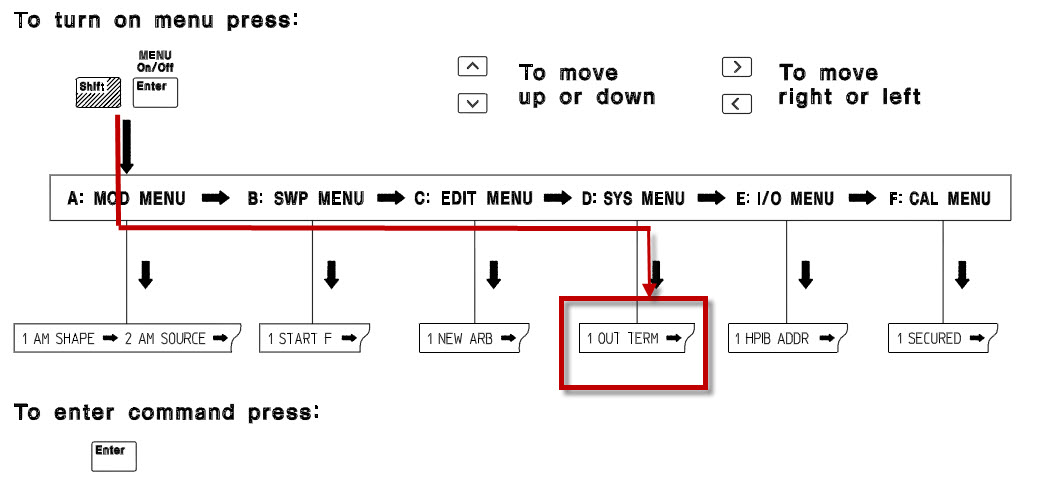 To turn on menu press:
MENU
On/Off
Shift
Enter
To move
up or down
To move
right or left
A: MOD MENU B: SWP MENU C: EDIT MENU D: SYS MENU E: I/O MENU F: CAL MENU
1 AM SHAPE 2 AM SOURCE 1 START F 1 NEW ARB 1 OUT TERM 1 HPIB ADDR 1 SECURED
To enter command press:
Enter